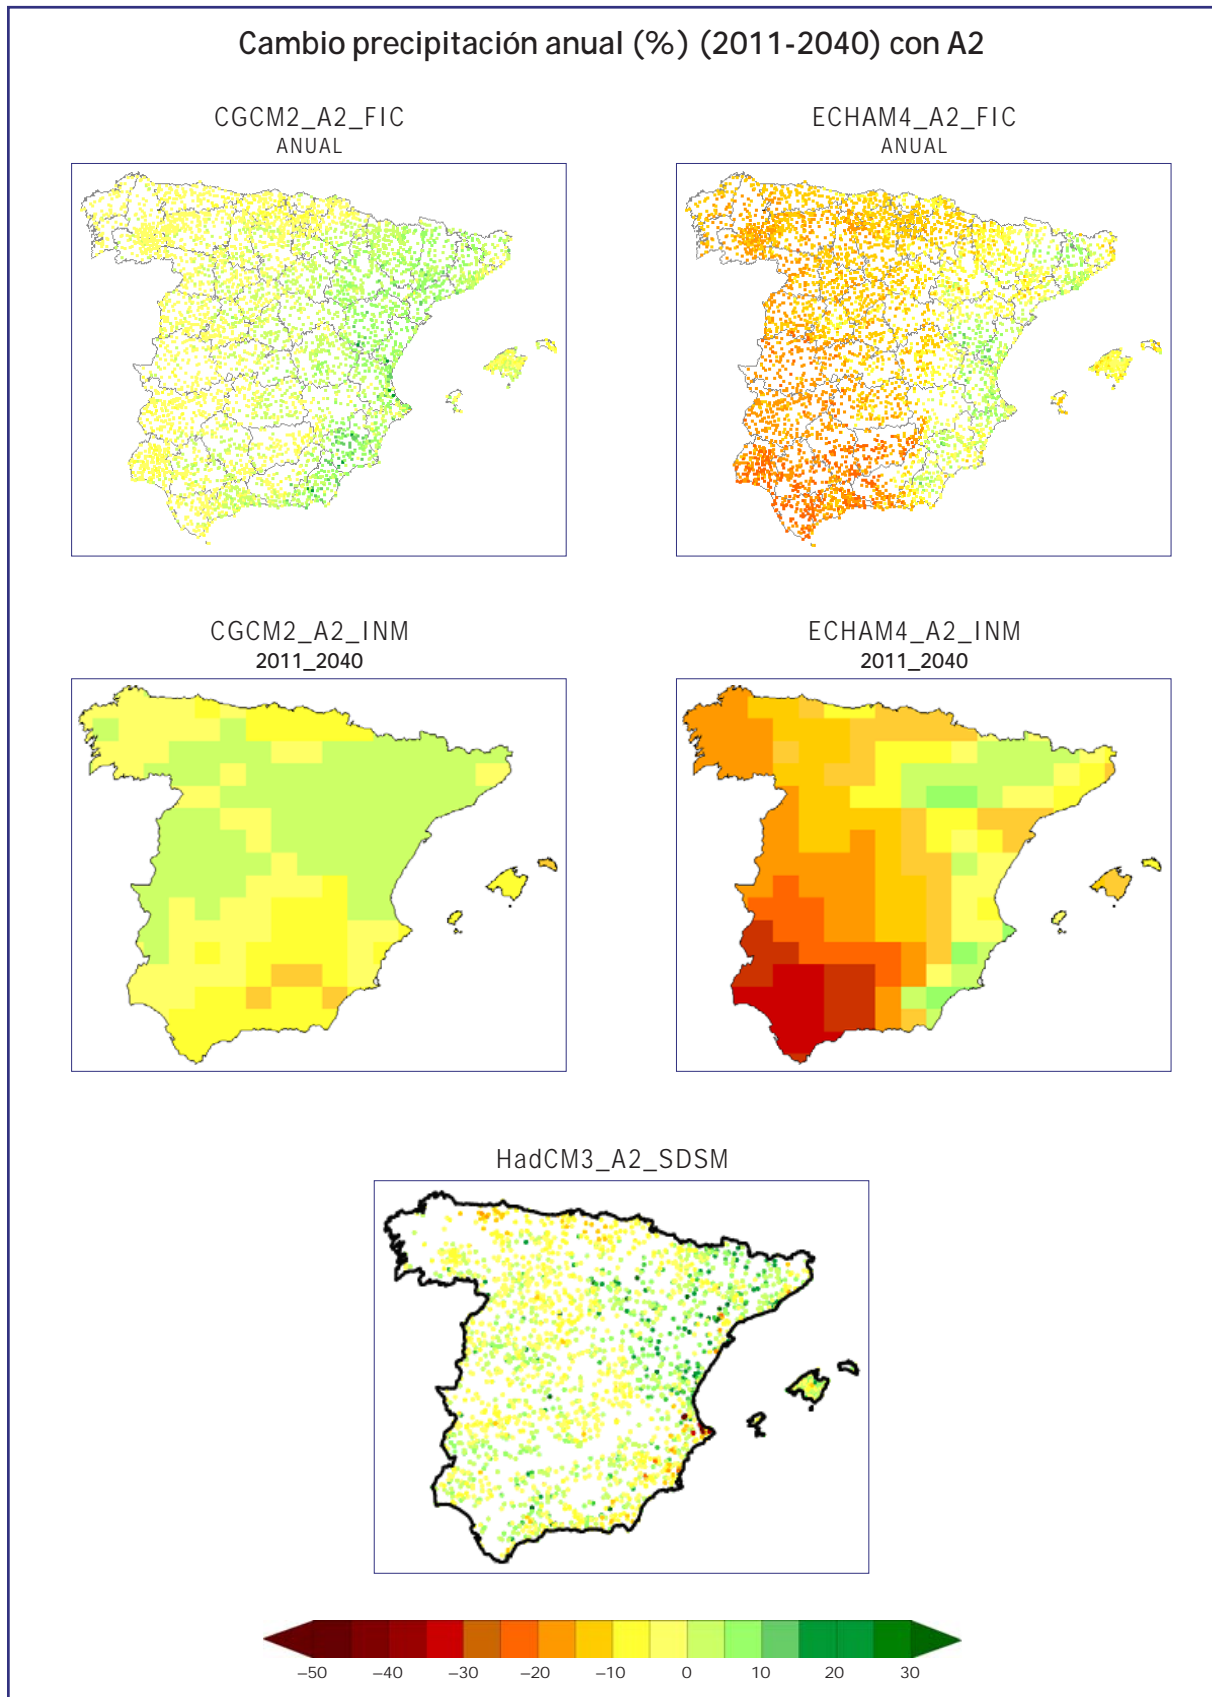 Cambio precipitación anual (%) (2011-2040) con A2
CGCM2_A2_FIC
ANUAL
ECHAM4_A2_FIC
ANUAL
CGCM2_A2_INM
2011_2040
ECHAM4_A2_INM
2011_2040
HadCM3_A2_SDSM
−50 −40 −30 −20 −10 0 10 20 30